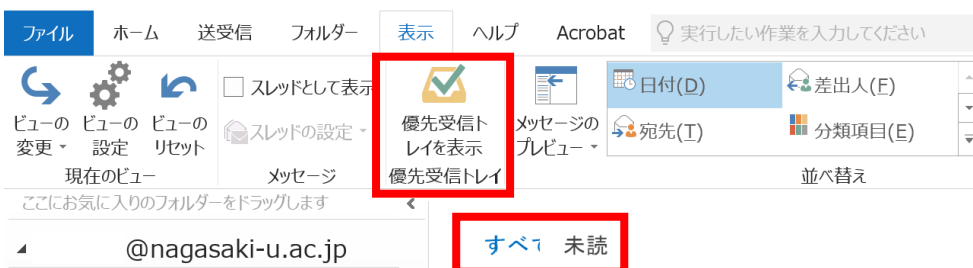 ファイル ホーム 送受信 フォルダー 表示 ヘルプ Acrobat 実行したい作業を入力してください
ビューの変更 ビューの設定 ビューのリセット
スレッドとして表示
スレッドの設定
優先受信ト
レイを表示
メッセージの
プレビュー
日付(D) 差出人(F)
宛先(T) 分類項目(E)
現在のビュー メッセージ 優先受信トレイ 並べ替え
ここにお気に入りのフォルダーをドラッグします
@nagasaki-u.ac.jp すべて 未読